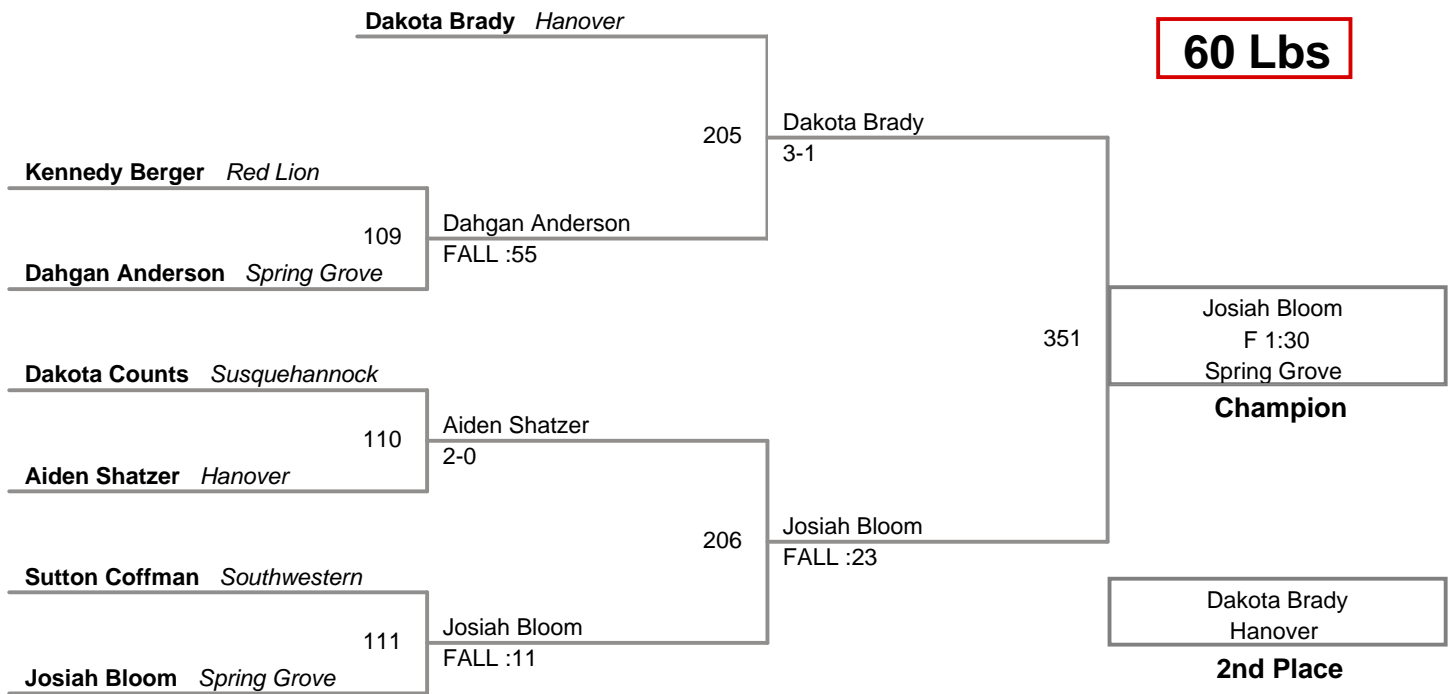 Dakota Brady Hanover
60 Lbs
205
Dakota Brady
3-1
Kennedy Berger Red Lion
109
Dahgan Anderson
FALL :55
Dahgan Anderson Spring Grove
351
Josiah Bloom
F 1:30
Spring Grove
Champion
Dakota Counts Susquehannock
110
Aiden Shatzer
2-0
Aiden Shatzer Hanover
206
Josiah Bloom
FALL :23
Sutton Coffman Southwestern
111
Josiah Bloom
FALL :11
Josiah Bloom Spring Grove
Dakota Brady
Hanover
2nd Place